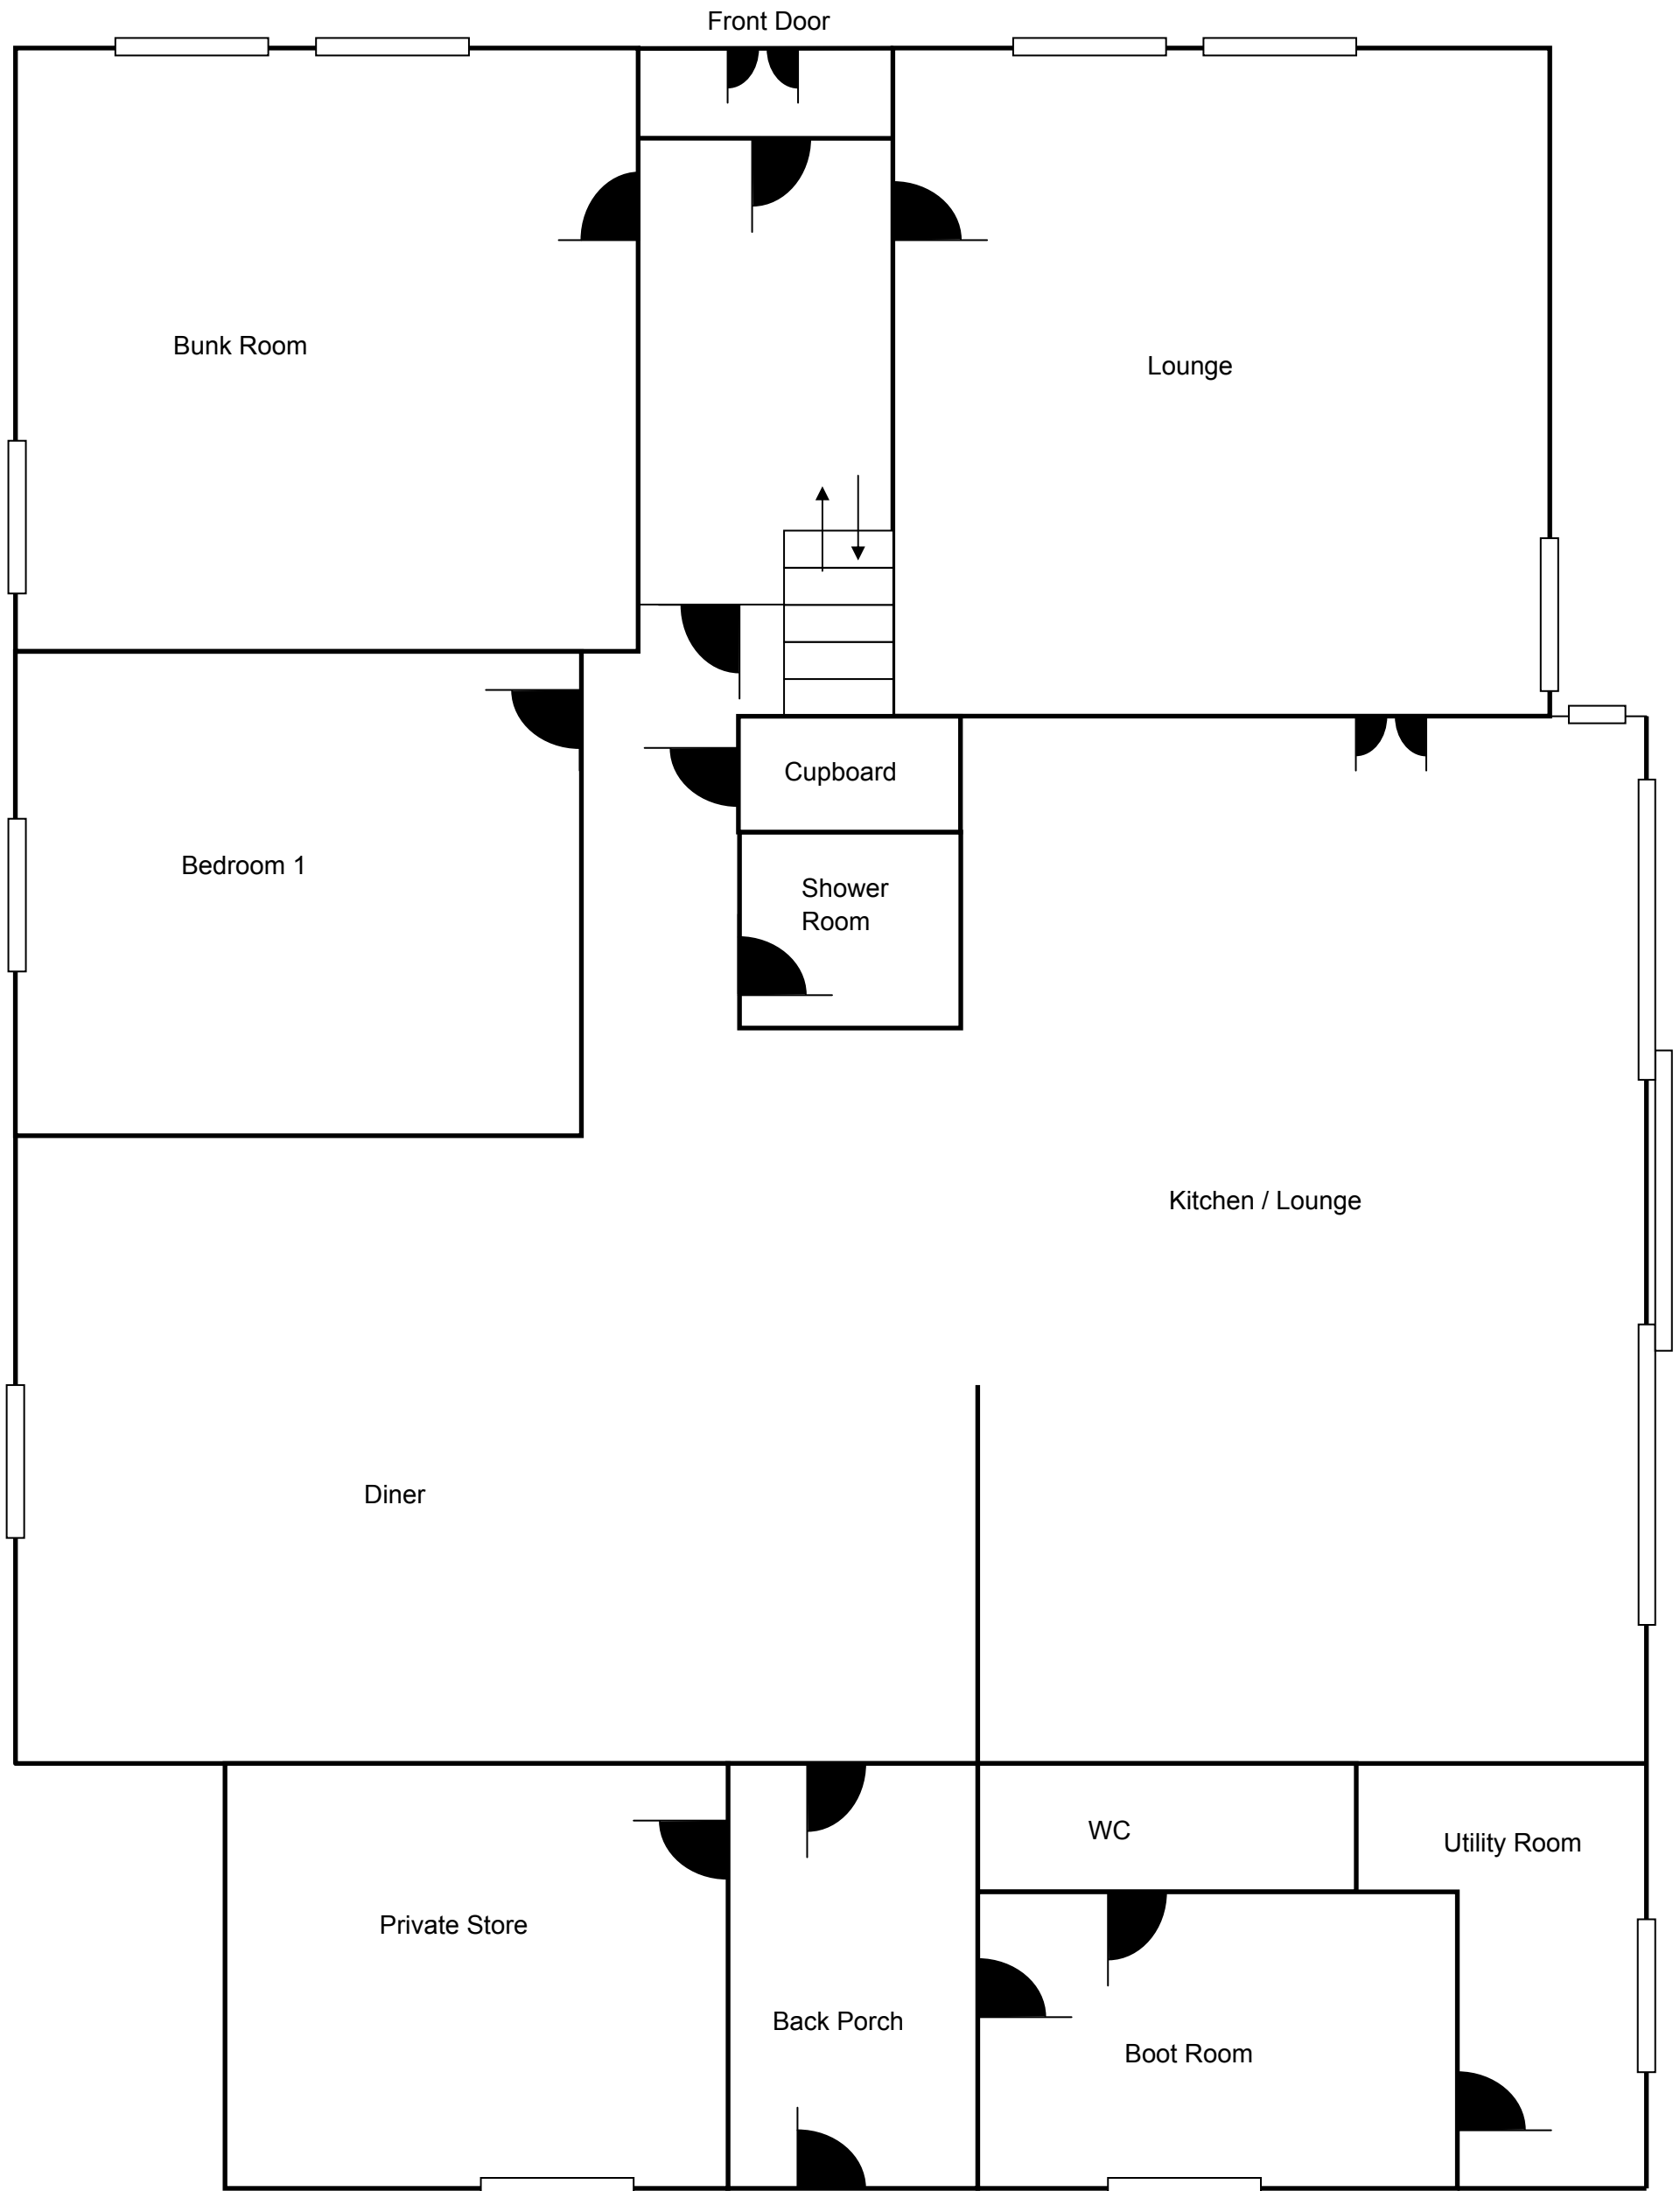 Front Door
Bunk Room
Lounge
Cupboard
Bedroom 1
Shower
Room
Kitchen / Lounge
Diner
WC
Utility Room
Private Store
Back Porch
Boot Room